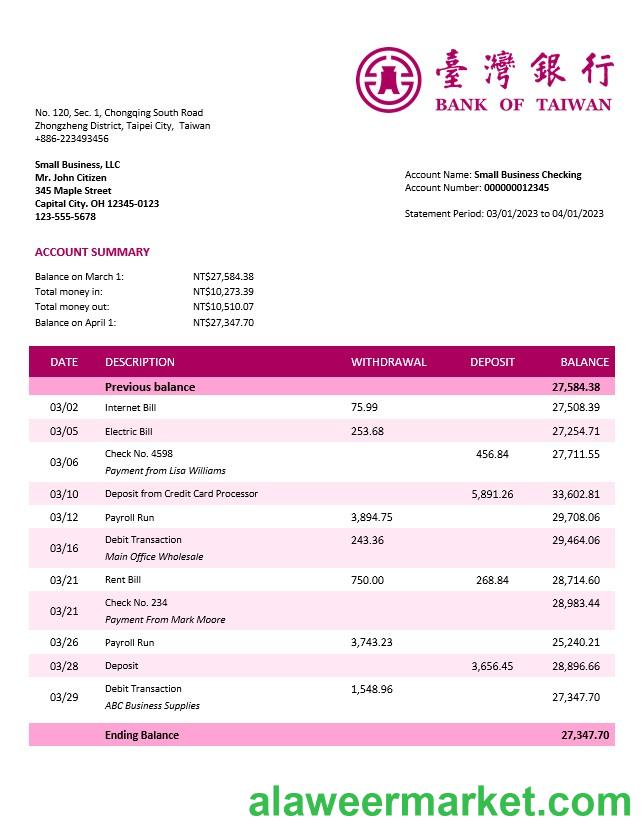 臺灣銀行
BANK OF TAIWAN
No. 120, Sec. 1, Chongqing South Road
Zhongzheng District, Taipei City, Taiwan
+886-223493456
Small Business, LLC
Mr. John Citizen
345 Maple Street
Capital City. OH 12345-0123
123-555-5678
Account Name: Small Business Checking
Account Number: 000000012345
Statement Period: 03/01/2023 to 04/01/2023
ACCOUNT SUMMARY
Balance on March 1: NT$27,584.38
Total money in: NT$10,273.39
Total money out: NT$10,510.07
Balance on April 1: NT$27,347.70
DATE DESCRIPTION WITHDRAWAL DEPOSIT BALANCE
Previous balance 27,584.38
03/02 Internet Bill 75.99 27,508.39
03/05 Electric Bill 253.68 27,254.71
03/06 Check No. 4598 456.84 27,711.55
Payment from Lisa Williams
03/10 Deposit from Credit Card Processor 5,891.26 33,602.81
03/12 Payroll Run 3,894.75 29,708.06
03/16 Debit Transaction 243.36 29,464.06
Main Office Wholesale
03/21 Rent Bill 750.00 268.84 28,714.60
03/21 Check No. 234 28,983.44
Payment From Mark Moore
03/26 Payroll Run 3,743.23 25,240.21
03/28 Deposit 3,656.45 28,896.66
03/29 Debit Transaction 1,548.96 27,347.70
ABC Business Supplies
Ending Balance 27,347.70
alaweermarket.com